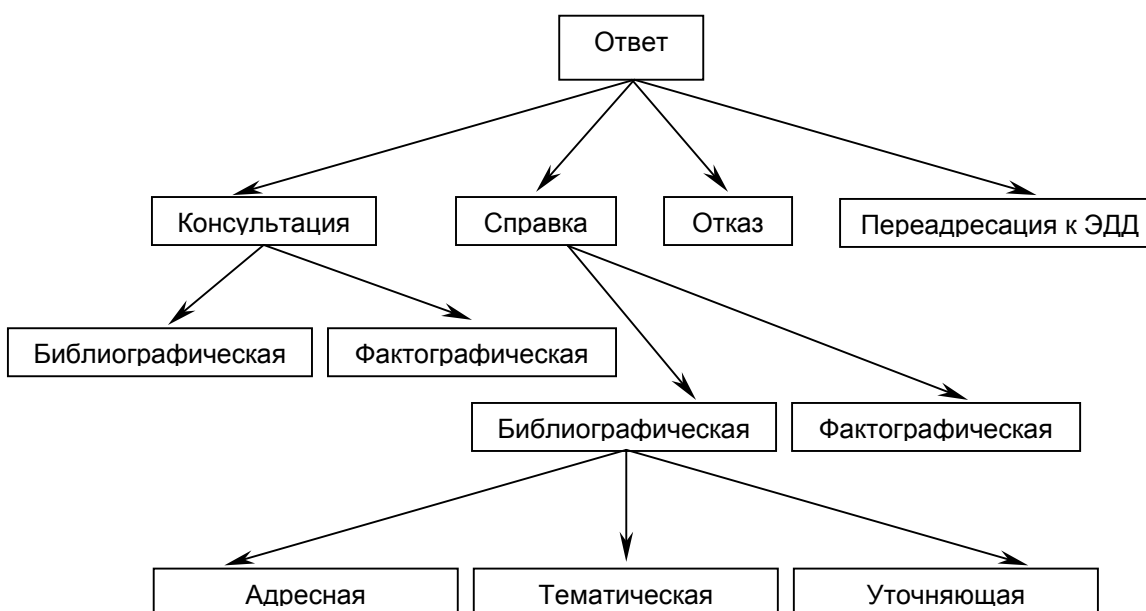 Ответ
Консультация
Справка
Отказ
Переадресация к ЭДД
Библиографическая
Фактографическая
Библиографическая
Фактографическая
Адресная
Тематическая
Уточняющая